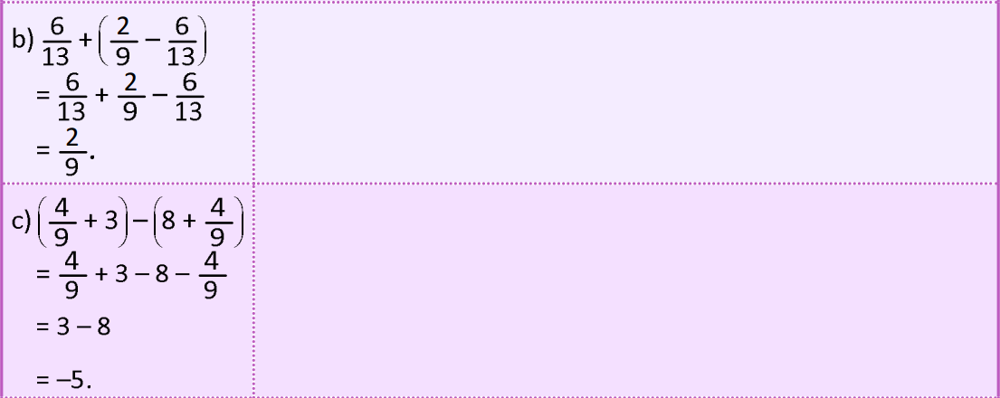 b) 6/13 + (2/9 – 6/13)
= 6/13 + 2/9 – 6/13
= 2/9.
c) (4/9 + 3) – (8 + 4/9)
= 4/9 + 3 – 8 – 4/9
= 3 – 8
= –5.